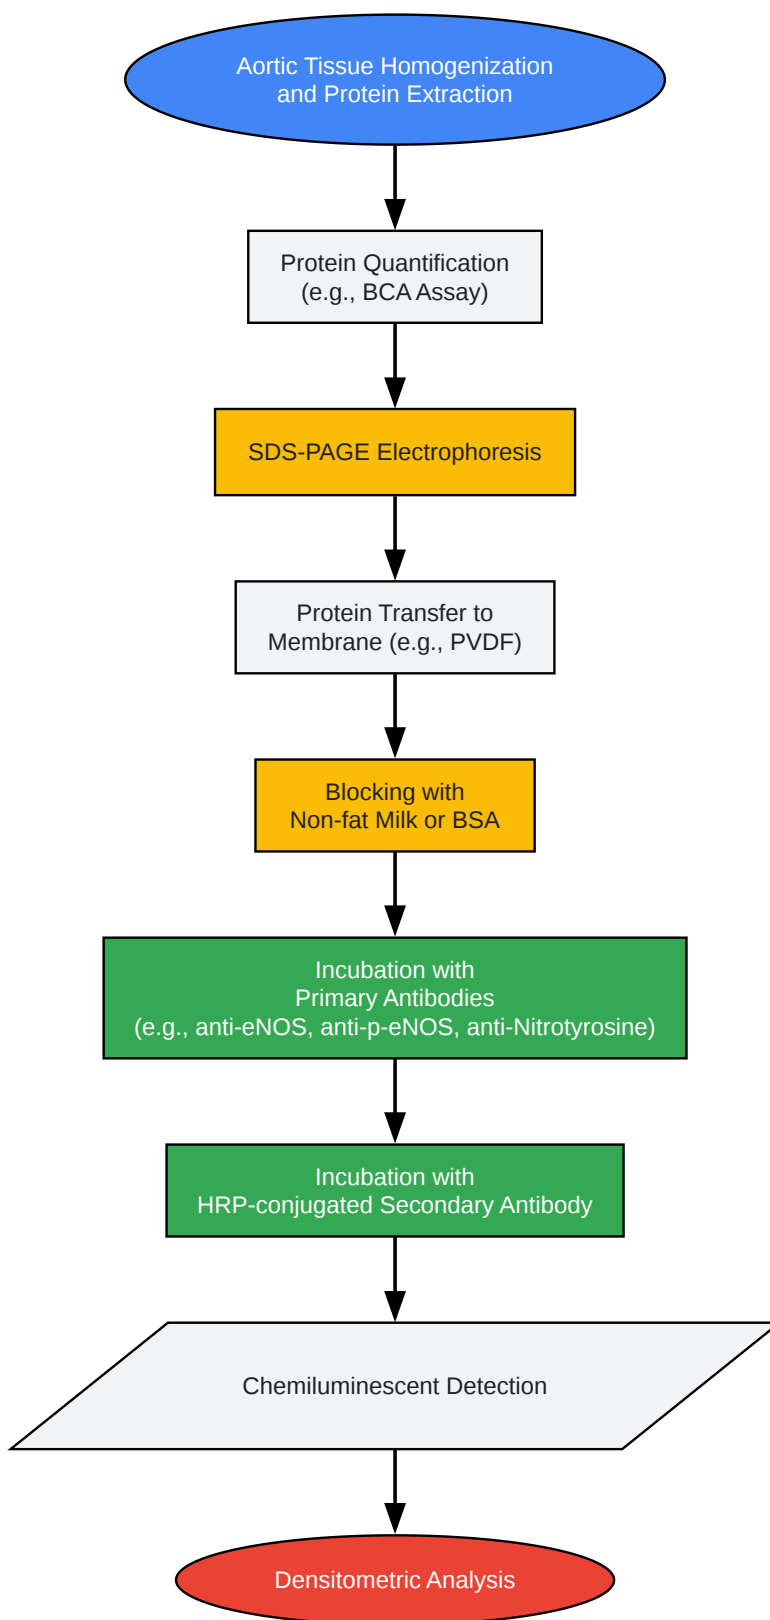 Aortic Tissue Homogenization
and Protein Extraction
Protein Quantification
(e.g., BCA Assay)
SDS-PAGE Electrophoresis
Protein Transfer to
Membrane (e.g., PVDF)
Blocking with
Non-fat Milk or BSA
Incubation with
Primary Antibodies
(e.g., anti-eNOS, anti-p-eNOS, anti-Nitrotyrosine)
Incubation with
HRP-conjugated Secondary Antibody
Chemiluminescent Detection
Densitometric Analysis